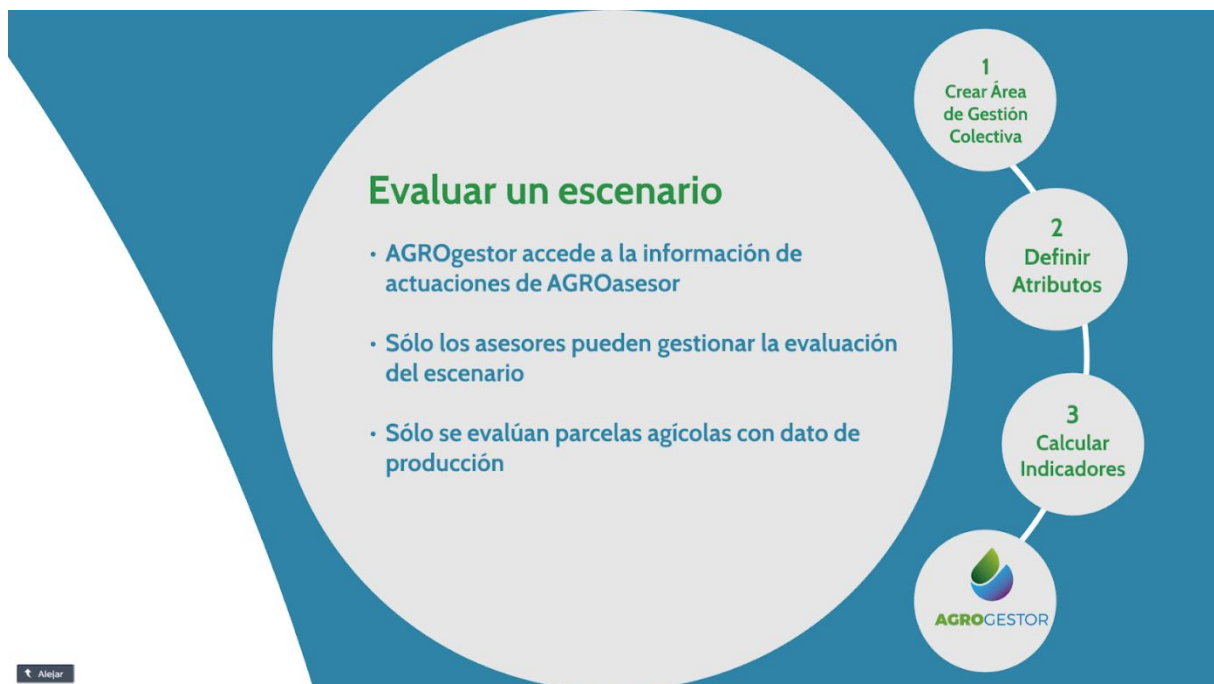 Evaluar un escenario
• AGROgestor accede a la información de
actuaciones de AGROasesor
• Sólo los asesores pueden gestionar la evaluación
del escenario
• Sólo se evalúan parcelas agícolas con dato de
producción
1
Crear Área
de Gestión
Colectiva
2
Definir
Atributos
3
Calcular
Indicadores
AGROGESTOR
Alejar